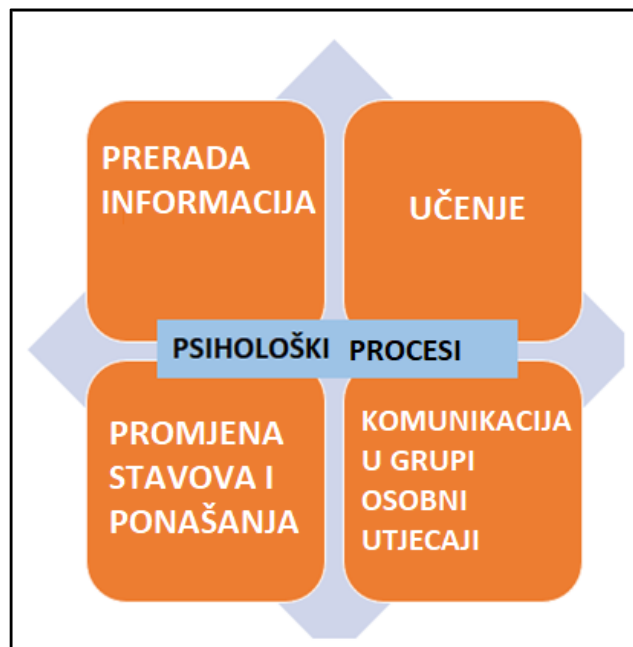 PRERADA
INFORMACIJA
UČENJE
PSIHOLOŠKI PROCESI
PROMJENA
STAVOVA I
PONAŠANJA
KOMUNIKACIJA
U GRUPI
OSOBNI
UTJECAJI